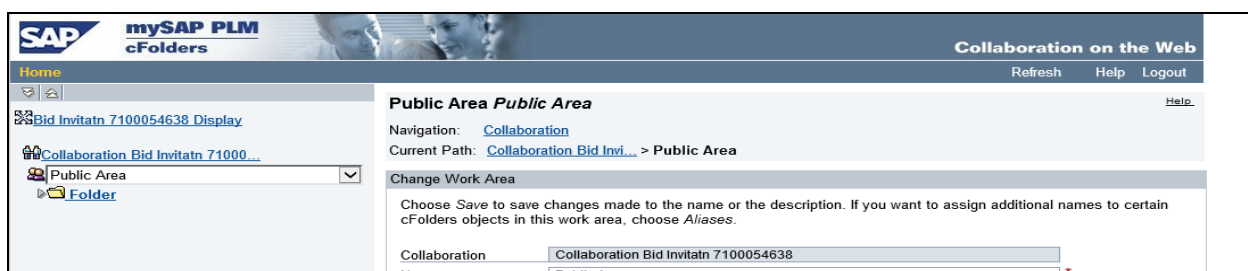 SAP
mySAP PLM
cFolders
Collaboration on the Web
Home
Refresh Help Logout
Bid Invitatn 7100054638 Display
Collaboration Bid Invitatn 71000...
Public Area
Folder
Public Area Public Area
Help
Navigation: Collaboration
Current Path: Collaboration Bid Invi... > Public Area
Change Work Area
Choose Save to save changes made to the name or the description. If you want to assign additional names to certain
cFolders objects in this work area, choose Aliases.
Collaboration Collaboration Bid Invitatn 7100054638